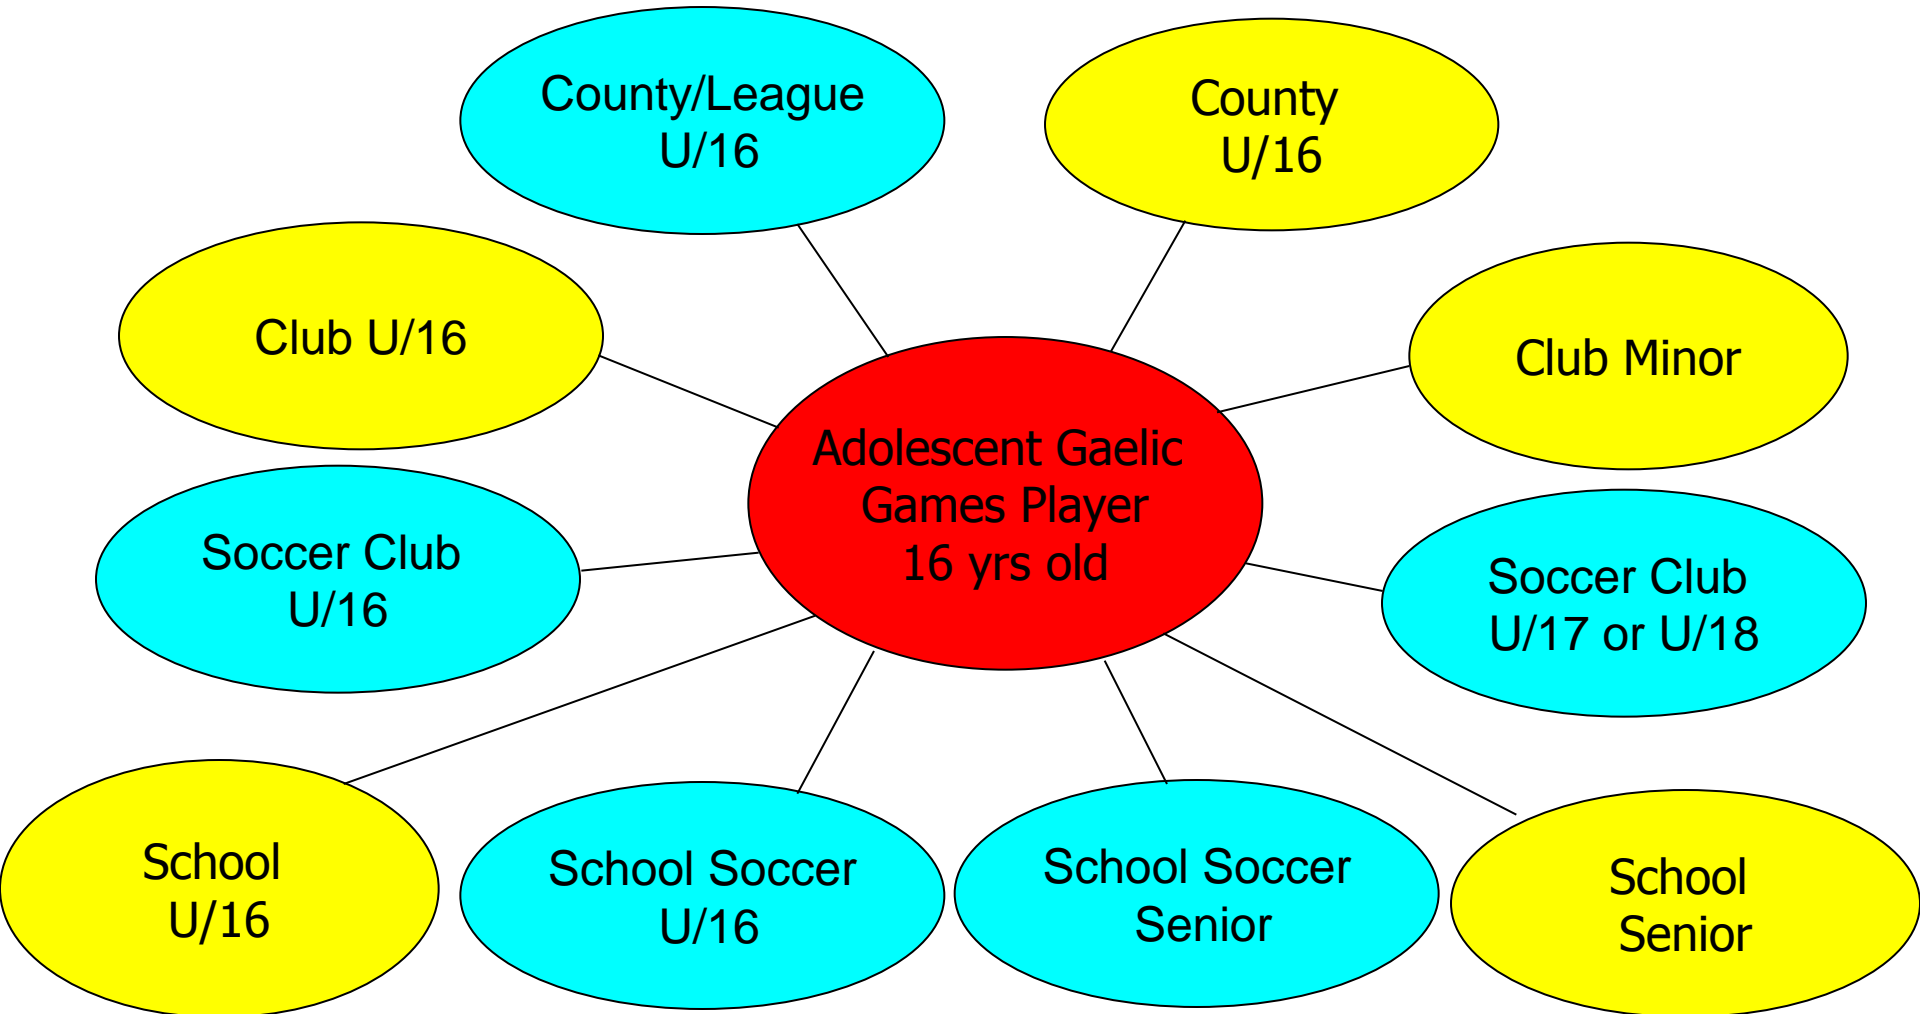 County/League
U/16
County
U/16
Club U/16
Club Minor
Adolescent Gaelic
Games Player
16 yrs old
Soccer Club
U/16
Soccer Club
U/17 or U/18
School
U/16
School Soccer
U/16
School Soccer
Senior
School
Senior